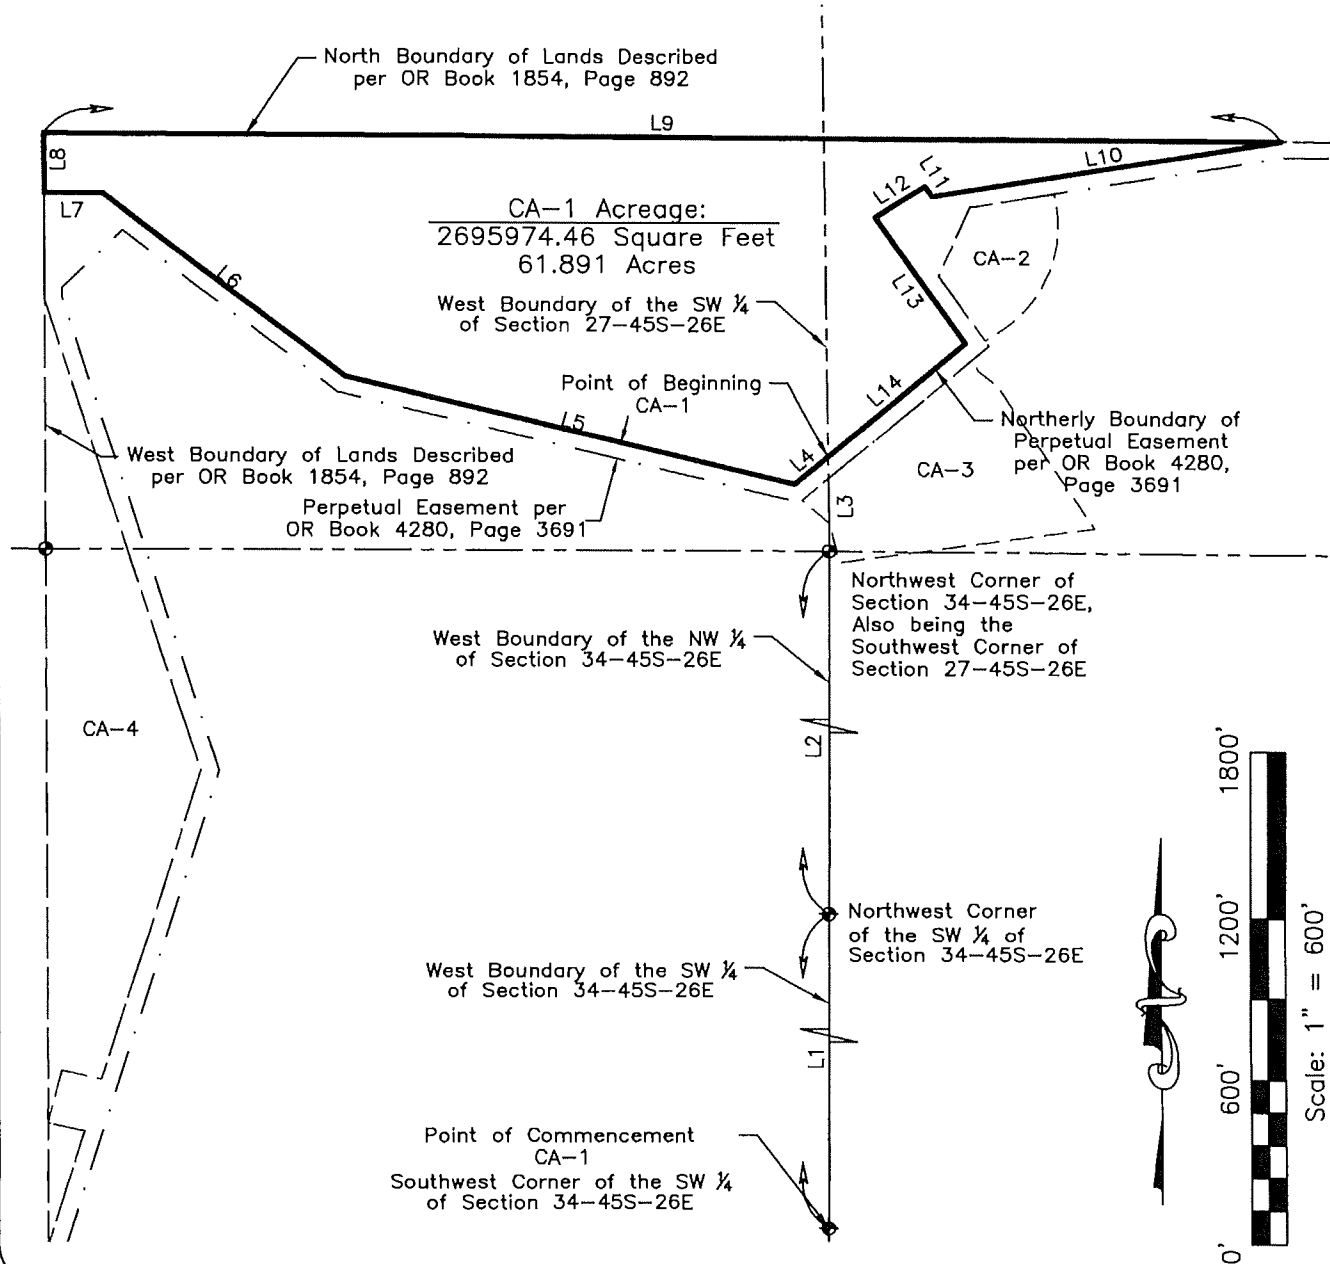 North Boundary of Lands Described
per OR Book 1854, Page 892
L9
L8
L10
L11
L12
L7
CA-1 Acreage:
2695974.46 Square Feet
61.891 Acres
CA-2
L6
L13
West Boundary of the SW ¼
of Section 27-45S-26E
Point of Beginning
CA-1
L14
L5
Northerly Boundary of
Perpetual Easement
per OR Book 4280,
Page 3691
West Boundary of Lands Described
per OR Book 1854, Page 892
L4
CA-3
Perpetual Easement per
OR Book 4280, Page 3691
L3
Northwest Corner of
Section 34-45S-26E,
Also being the
Southwest Corner of
Section 27-45S-26E
West Boundary of the NW ¼
of Section 34-45S-26E
CA-4
L2
1800'
Northwest Corner
of the SW ¼ of
Section 34-45S-26E
1200'
West Boundary of the SW ¼
of Section 34-45S-26E
L1
600'
Scale: 1" = 600'
Point of Commencement
CA-1
Southwest Corner of the SW ¼
of Section 34-45S-26E
0'